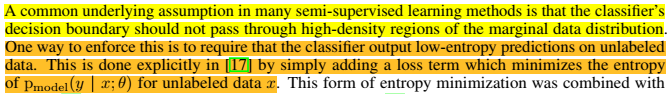 A common underlying assumption in many semi-supervised learning methods is that the classifier's
decision boundary should not pass through high-density regions of the marginal data distribution.
One way to enforce this is to require that the classifier output low-entropy predictions on unlabeled
data. This is done explicitly in [17] by simply adding a loss term which minimizes the entropy
of p_model(y | x; θ) for unlabeled data x. This form of entropy minimization was combined with